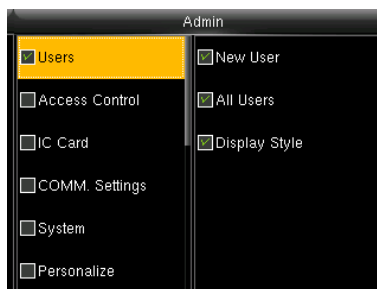 Admin
Users
Access Control
IC Card
COMM. Settings
System
Personalize
New User
All Users
Display Style